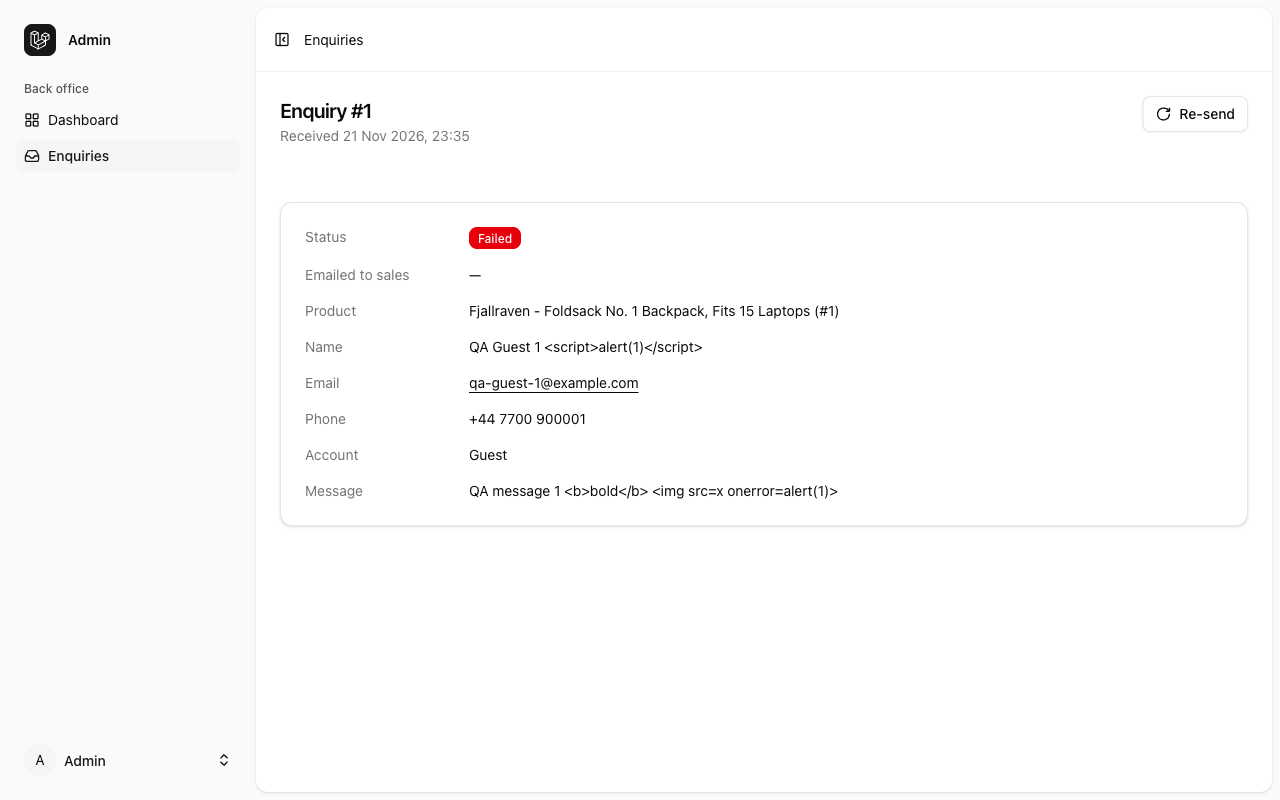 Admin
Back office
Dashboard
Enquiries
A Admin
Enquiries
Enquiry #1
Received 21 Nov 2026, 23:35
Re-send
Status Failed
Emailed to sales —
Product Fjallraven - Foldsack No. 1 Backpack, Fits 15 Laptops (#1)
Name QA Guest 1 <script>alert(1)</script>
Email qa-guest-1@example.com
Phone +44 7700 900001
Account Guest
Message QA message 1 <b>bold</b> <img src=x onerror=alert(1)>